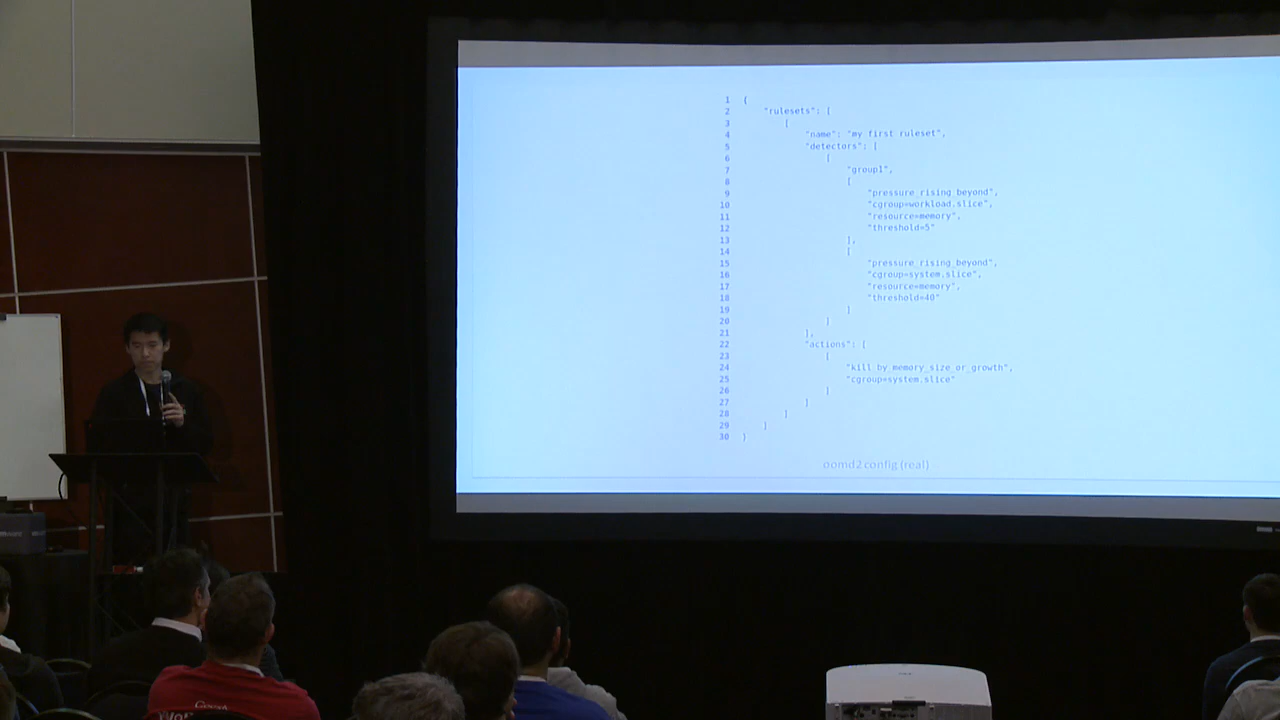 1 {
2 "rulesets": [
3 [
4 "name": "my first ruleset",
5 "detectors": [
6 [
7 "group1",
8 [
9 "pressure_rising_beyond",
10 "cgroup=workload.slice",
11 "resource=memory",
12 "threshold=5"
13 ],
14 [
15 "pressure_rising_beyond",
16 "cgroup=system.slice",
17 "resource=memory",
18 "threshold=40"
19 ]
20 ]
21 ],
22 "actions": [
23 [
24 "kill_by_memory_size_or_growth",
25 "cgroup=system.slice"
26 ]
27 ]
28 ]
29 ]
30 }
oomd2 config (real)